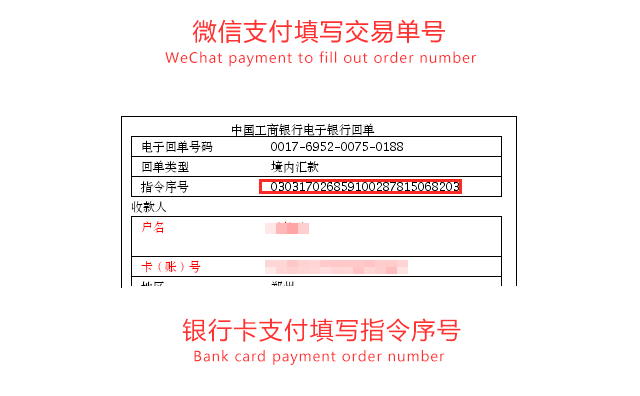 微信支付填写交易单号
WeChat payment to fill out order number
中国工商银行电子银行回单
电子回单号码 0017-6952-0075-0188
回单类型 境内汇款
指令序号 030317026859100287815068203
收款人
户名
卡（账）号
地区 郑州
银行卡支付填写指令序号
Bank card payment order number